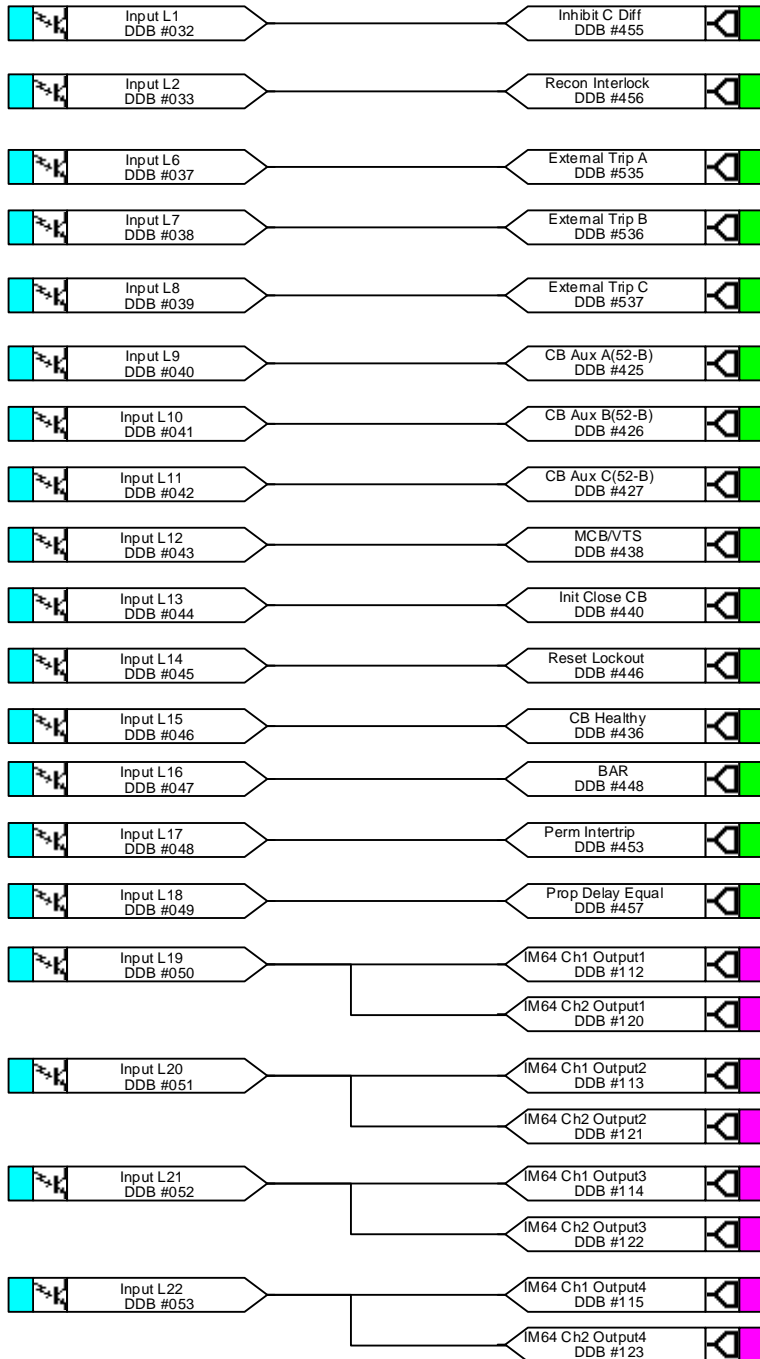 Input L1
DDB #032
Inhibit C Diff
DDB #455
Input L2
DDB #033
Recon Interlock
DDB #456
Input L6
DDB #037
External Trip A
DDB #535
Input L7
DDB #038
External Trip B
DDB #536
Input L8
DDB #039
External Trip C
DDB #537
Input L9
DDB #040
CB Aux A(52-B)
DDB #425
Input L10
DDB #041
CB Aux B(52-B)
DDB #426
Input L11
DDB #042
CB Aux C(52-B)
DDB #427
Input L12
DDB #043
MCB/VTS
DDB #438
Input L13
DDB #044
Init Close CB
DDB #440
Input L14
DDB #045
Reset Lockout
DDB #446
Input L15
DDB #046
CB Healthy
DDB #436
Input L16
DDB #047
BAR
DDB #448
Input L17
DDB #048
Perm Intertrip
DDB #453
Input L18
DDB #049
Prop Delay Equal
DDB #457
Input L19
DDB #050
IM64 Ch1 Output1
DDB #112
IM64 Ch2 Output1
DDB #120
Input L20
DDB #051
IM64 Ch1 Output2
DDB #113
IM64 Ch2 Output2
DDB #121
Input L21
DDB #052
IM64 Ch1 Output3
DDB #114
IM64 Ch2 Output3
DDB #122
Input L22
DDB #053
IM64 Ch1 Output4
DDB #115
IM64 Ch2 Output4
DDB #123